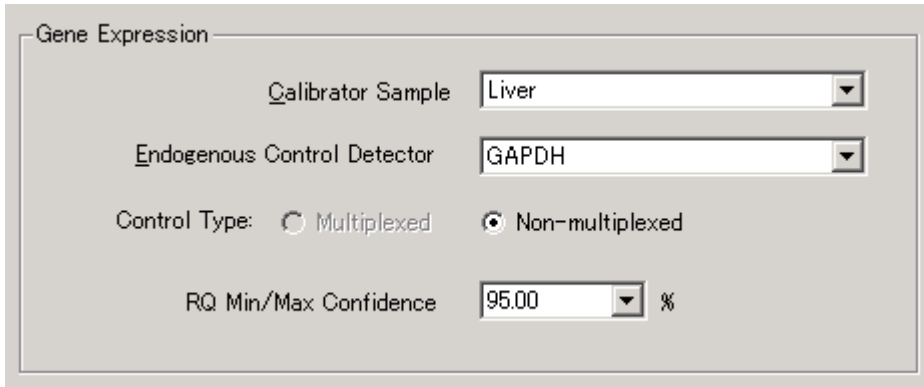 Gene Expression
Calibrator Sample Liver
Endogenous Control Detector GAPDH
Control Type: Multiplexed Non-multiplexed
RQ Min/Max Confidence 95.00 %